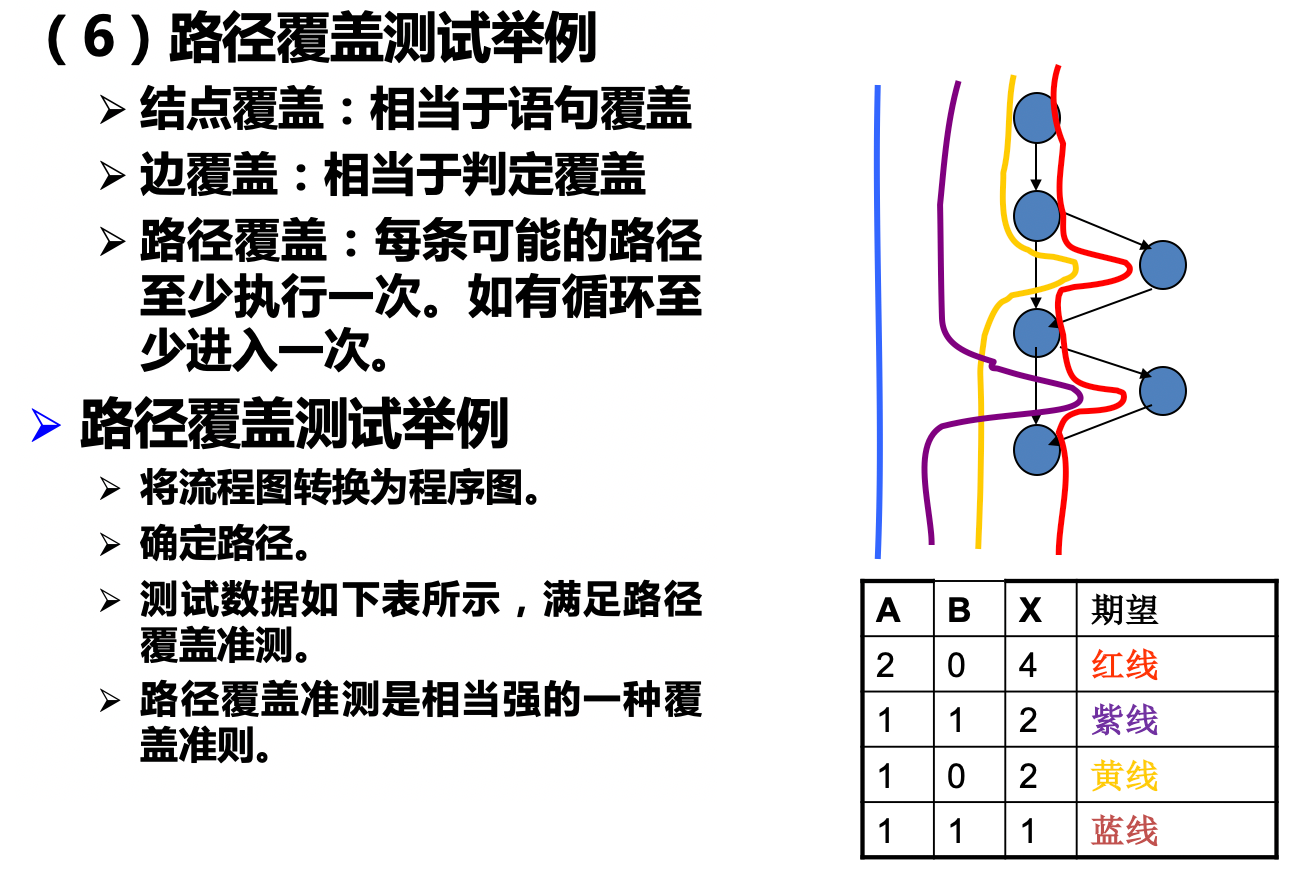 （6）路径覆盖测试举例
结点覆盖：相当于语句覆盖
边覆盖：相当于判定覆盖
路径覆盖：每条可能的路径
至少执行一次。如有循环至
少进入一次。
路径覆盖测试举例
将流程图转换为程序图。
确定路径。
测试数据如下表所示，满足路径
覆盖准测。
路径覆盖准测是相当强的一种覆
盖准则。
A B X 期望
2 0 4 红线
1 1 2 紫线
1 0 2 黄线
1 1 1 蓝线